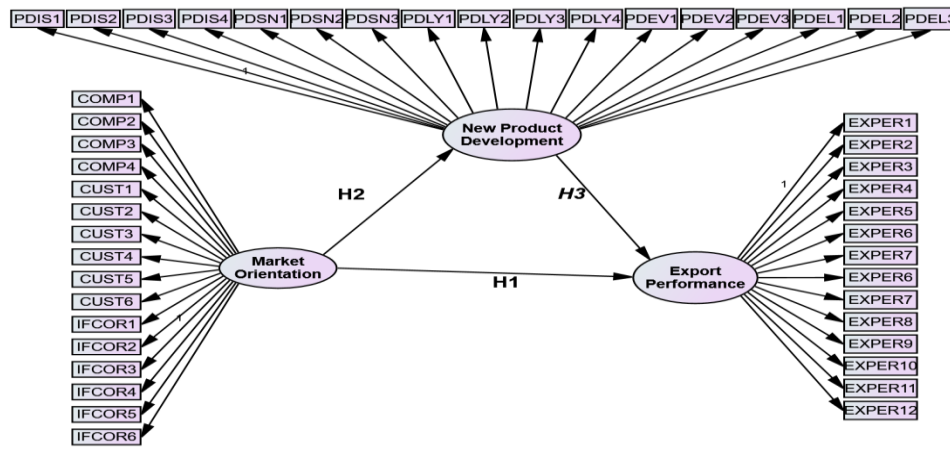 PDIS1 PDIS2 PDIS3 PDIS4 PDSN1 PDSN2 PDSN3 PDLY1 PDLY2 PDLY3 PDLY4 PDEV1 PDEV2 PDEV3 PDEL1 PDEL2 PDEL3
1
COMP1
COMP2
COMP3
COMP4
CUST1
CUST2
CUST3
CUST4
CUST5
CUST6
IFCOR1
IFCOR2
IFCOR3
IFCOR4
IFCOR5
IFCOR6
1
Market
Orientation
H2
New Product
Development
H3
H1
Export
Performance
1
EXPER1
EXPER2
EXPER3
EXPER4
EXPER5
EXPER6
EXPER7
EXPER6
EXPER7
EXPER8
EXPER9
EXPER10
EXPER11
EXPER12